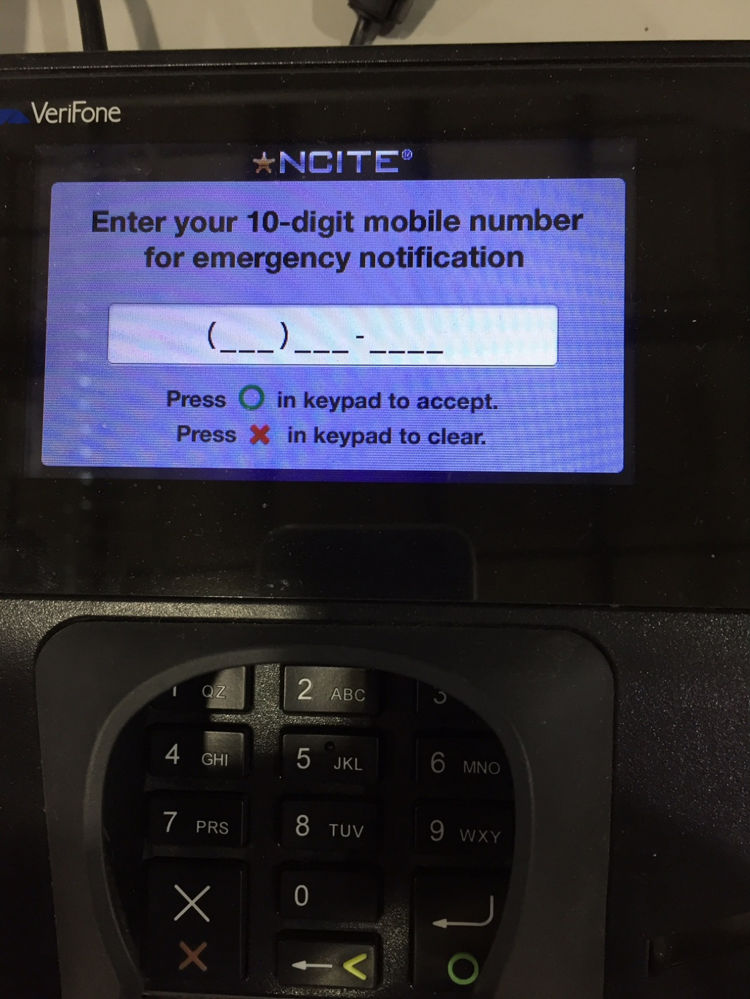 VeriFone
NCITE®
Enter your 10-digit mobile number
for emergency notification
(___)___-____
Press O in keypad to accept.
Press X in keypad to clear.
1 QZ 2 ABC 3
4 GHI 5 JKL 6 MNO
7 PRS 8 TUV 9 WXY
0